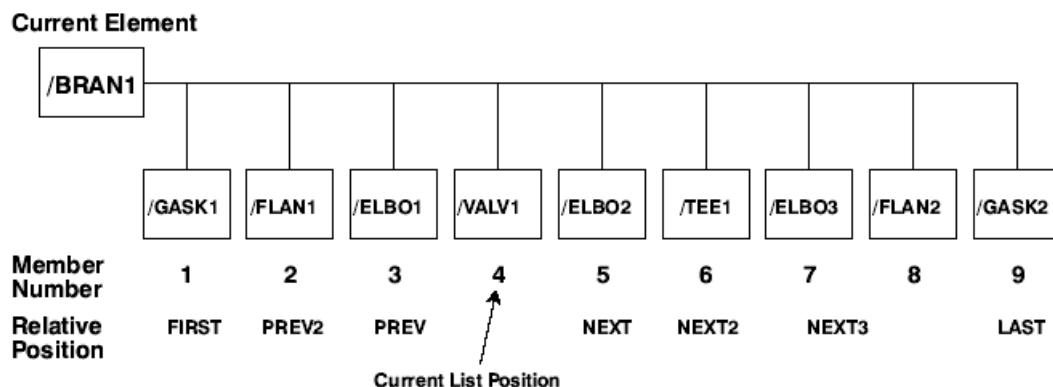 Current Element
/BRAN1
/GASK1 /FLAN1 /ELBO1 /VALV1 /ELBO2 /TEE1 /ELBO3 /FLAN2 /GASK2
Member Number 1 2 3 4 5 6 7 8 9
Relative Position FIRST PREV2 PREV NEXT NEXT2 NEXT3 LAST
Current List Position